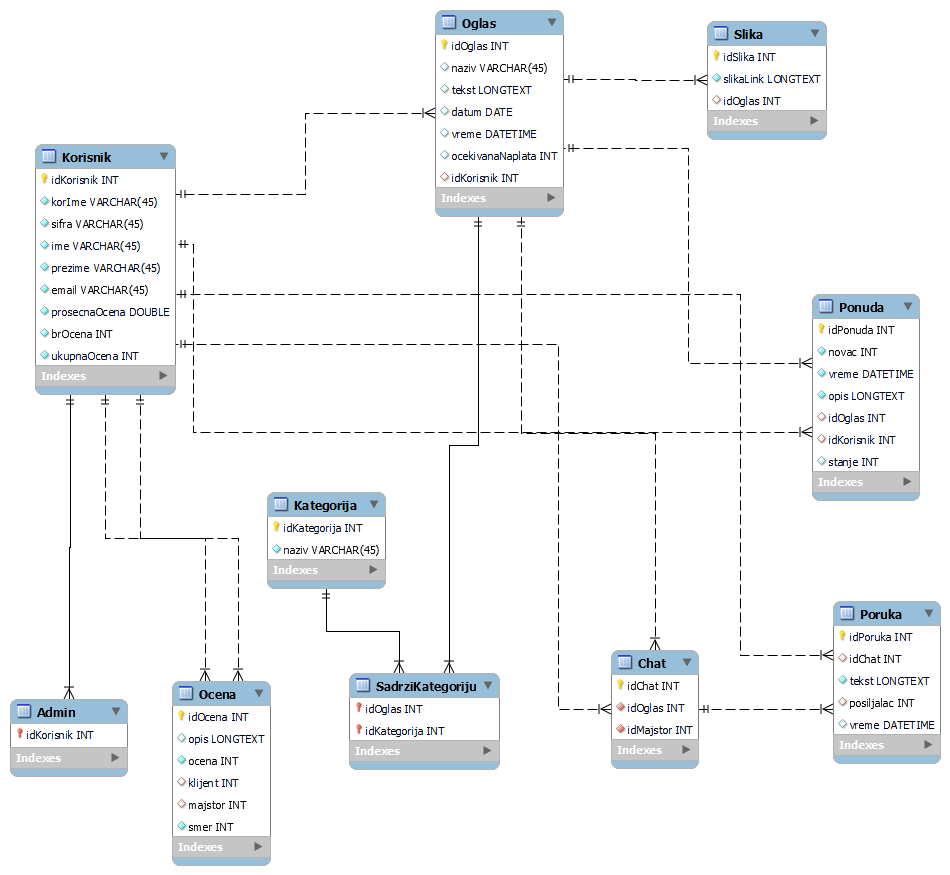 Oglas
idOglas INT
naziv VARCHAR(45)
tekst LONGTEXT
datum DATE
vreme DATETIME
ocekivanaNaplata INT
idKorisnik INT
Indexes
Slika
idSlika INT
slikaLink LONGTEXT
idOglas INT
Indexes
Korisnik
idKorisnik INT
korIme VARCHAR(45)
sifra VARCHAR(45)
ime VARCHAR(45)
prezime VARCHAR(45)
email VARCHAR(45)
prosecnaOcena DOUBLE
brOcena INT
ukupnaOcena INT
Indexes
Ponuda
idPonuda INT
novac INT
vreme DATETIME
opis LONGTEXT
idOglas INT
idKorisnik INT
stanje INT
Indexes
Kategorija
idKategorija INT
naziv VARCHAR(45)
Indexes
Poruka
idPoruka INT
idChat INT
tekst LONGTEXT
posiljalac INT
vreme DATETIME
Indexes
Chat
idChat INT
idOglas INT
idMajstor INT
Indexes
SadrziKategoriju
idOglas INT
idKategorija INT
Indexes
Ocena
idOcena INT
opis LONGTEXT
ocena INT
klijent INT
majstor INT
smer INT
Indexes
Admin
idKorisnik INT
Indexes